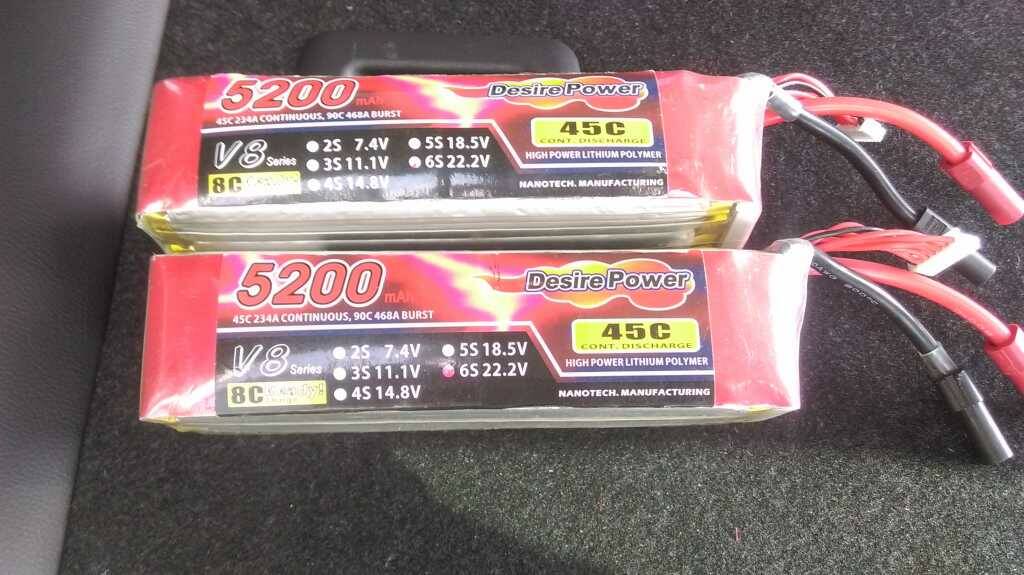 5200 mAh
45C 234A CONTINUOUS, 90C 468A BURST
Desire Power
45C
CONT. DISCHARGE
HIGH POWER LITHIUM POLYMER
NANOTECH. MANUFACTURING
V8 Series
8C
2S 7.4V
3S 11.1V
4S 14.8V
5S 18.5V
6S 22.2V
5200 mAh
45C 234A CONTINUOUS, 90C 468A BURST
Desire Power
45C
CONT. DISCHARGE
HIGH POWER LITHIUM POLYMER
NANOTECH. MANUFACTURING
V8 Series
8C
2S 7.4V
3S 11.1V
4S 14.8V
5S 18.5V
6S 22.2V